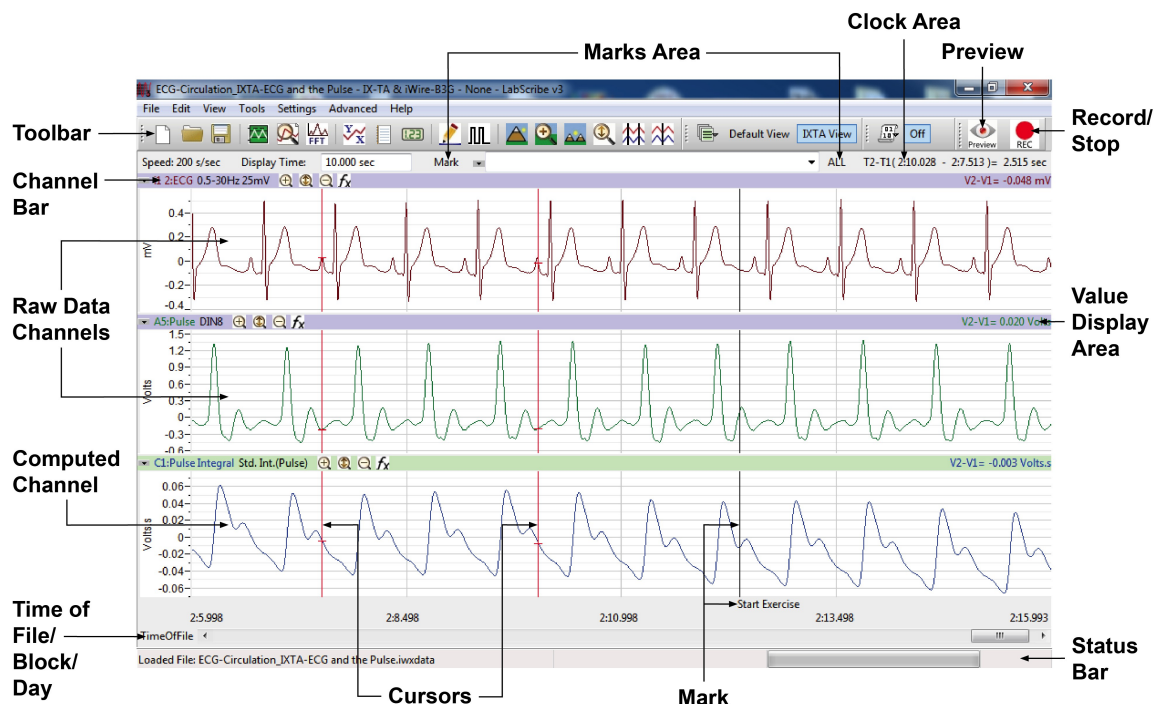 Clock Area
Marks Area
Preview
ECG-Circulation_IXTA-ECG and the Pulse - IX-TA & iWire-B3G - None - LabScribe v3
File Edit View Tools Settings Advanced Help
Toolbar
FFT
Y/X
123
Default View IXTA View
Off
Preview
REC
Record/
Stop
Speed: 200 s/sec Display Time: 10.000 sec Mark ALL T2-T1( 2:10.028 - 2:7.513 )= 2.515 sec
Channel
Bar
2:ECG 0.5-30Hz 25mV fx V2-V1= -0.048 mV
0.4
0.2
0
-0.2
-0.4
mV
Raw Data
Channels
Value
Display
Area
A5:Pulse DIN8 fx V2-V1= 0.020 Volts
1.5
1.2
0.9
0.6
0.3
0
-0.3
-0.6
Volts
Computed
Channel
C1:Pulse Integral Std. Int.(Pulse) fx V2-V1= -0.003 Volts.s
0.06
0.04
0.02
0
-0.02
-0.04
-0.06
Volts.s
Start Exercise
2:5.998 2:8.498 2:10.998 2:13.498 2:15.993
Time of
File/
Block/
Day
TimeOfFile
Loaded File: ECG-Circulation_IXTA-ECG and the Pulse.iwxdata
Status
Bar
Cursors
Mark